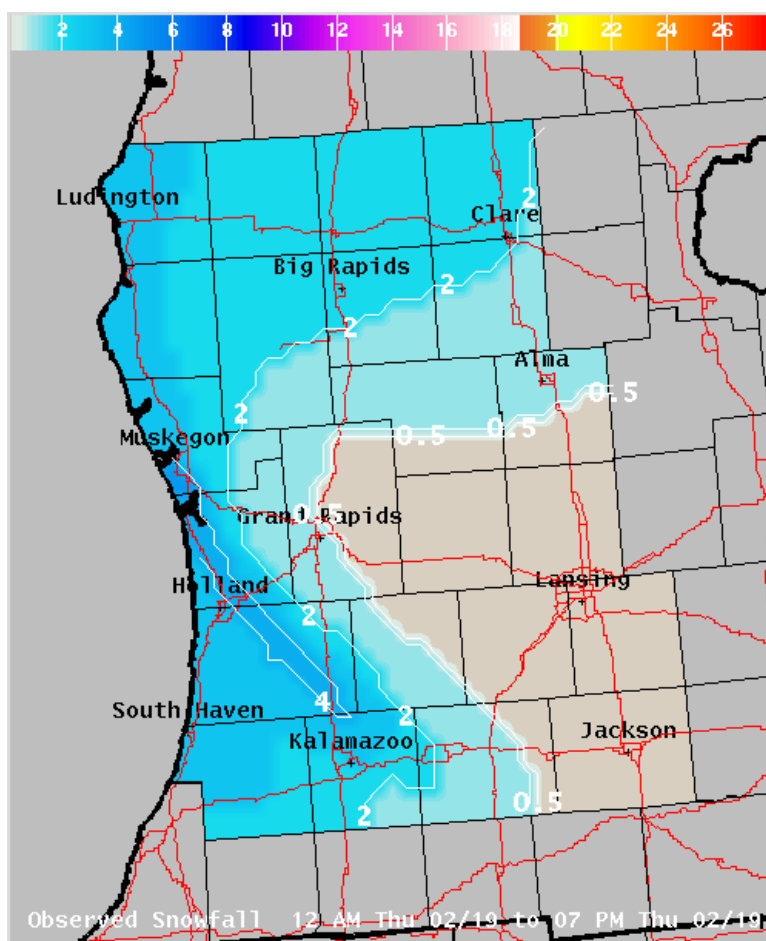 2 4 6 8 10 12 14 16 18 20 22 24 26
Ludington
2
Clare
Big Rapids
2
2
Alma
0.5
2
Muskegon
0.5
0.5
0.5
Grand Rapids
Holland
Lansing
2
4
South Haven
2
Kalamazoo
Jackson
2
0.5
Observed Snowfall 12 AM Thu 02/19 to 07 PM Thu 02/19